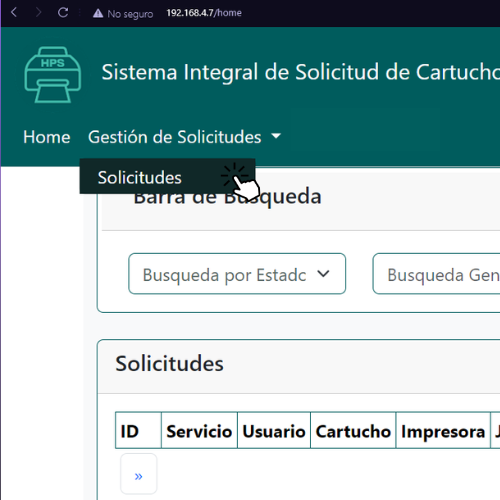 No seguro 192.168.4.7/home
HPS
Sistema Integral de Solicitud de Cartucho
Home Gestión de Solicitudes
Solicitudes
Barra de Busqueda
Busqueda por Estado Busqueda Gen
Solicitudes
ID Servicio Usuario Cartucho Impresora J
»